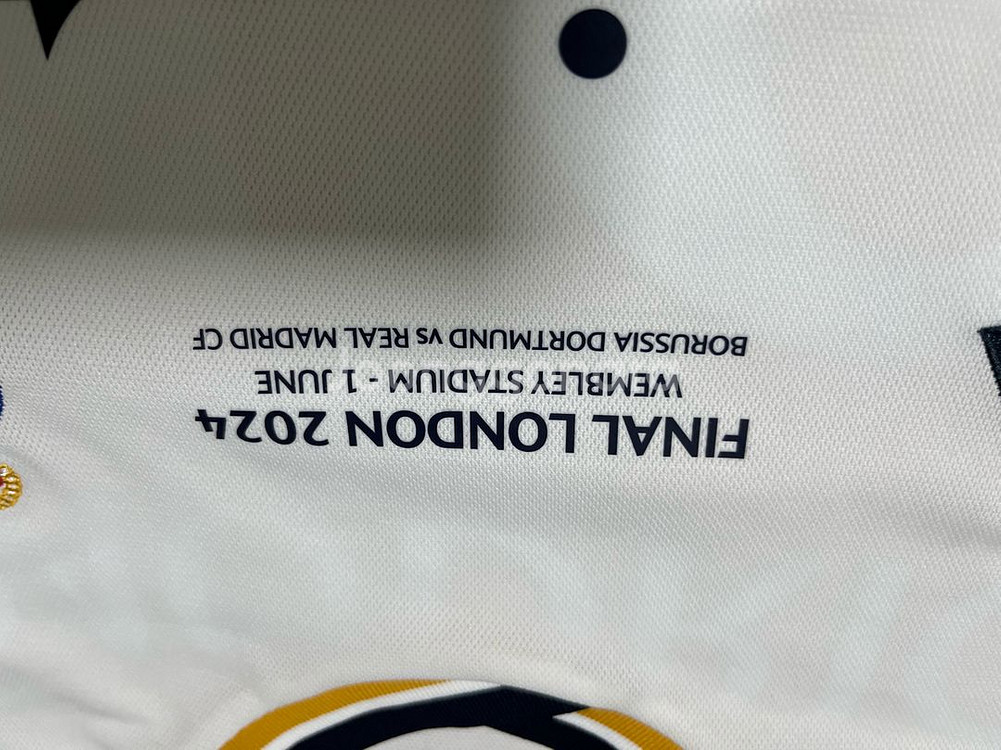 FINAL LONDON 2024
WEMBLEY STADIUM - 1 JUNE
BORUSSIA DORTMUND vs REAL MADRID CF